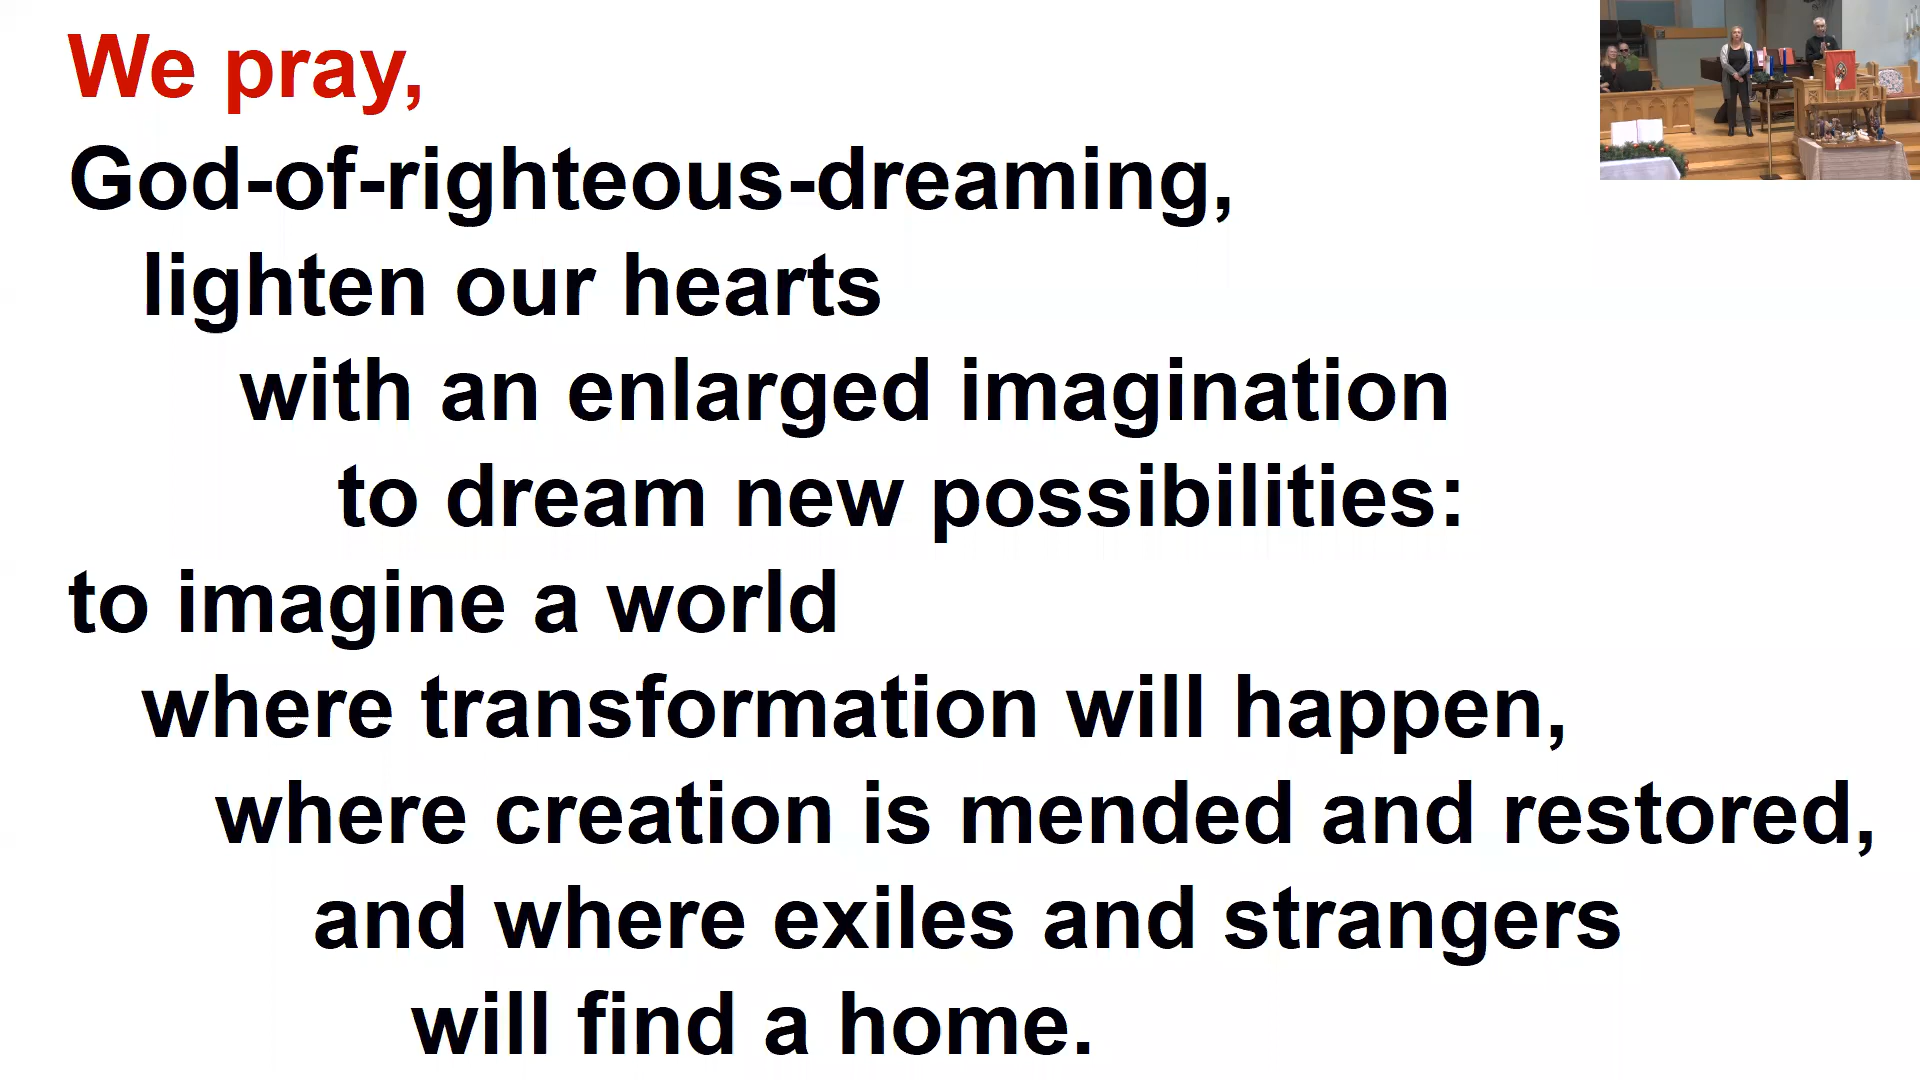 We pray,
God-of-righteous-dreaming,
lighten our hearts
with an enlarged imagination
to dream new possibilities:
to imagine a world
where transformation will happen,
where creation is mended and restored,
and where exiles and strangers
will find a home.